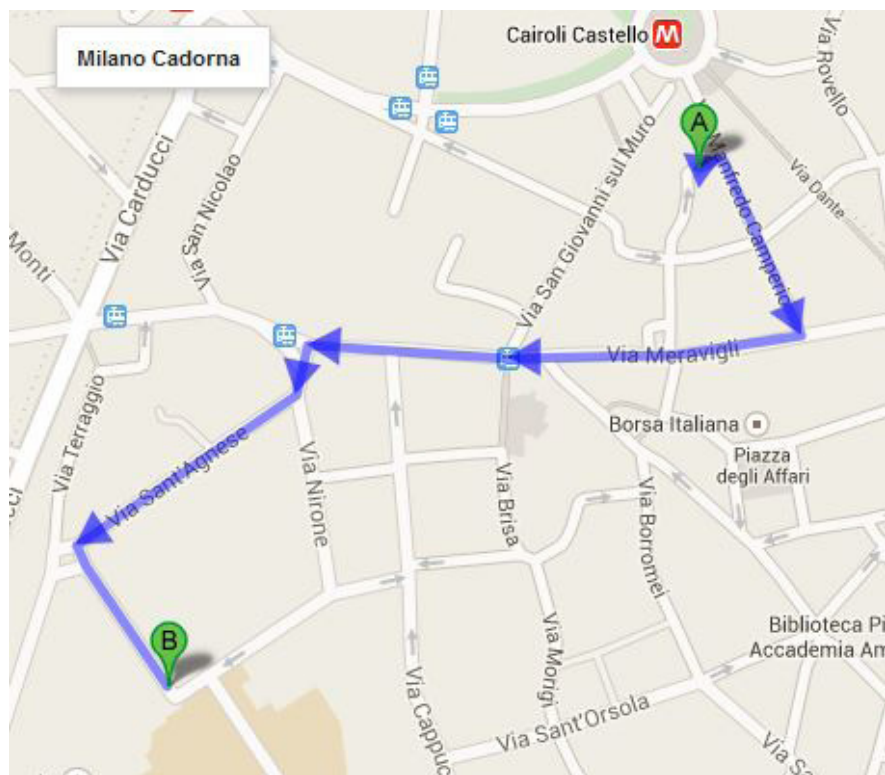 Milano Cadorna
Cairoli Castello
M
Via Rovello
A
Via Carducci
Via San Nicolao
Via San Giovanni sul Muro
Manfredo Camperio
Via Dante
Monti
Via Meravigli
Borsa Italiana
Piazza
degli Affari
Via Terraggio
Via Sant'Agnese
Via Nirone
Via Brisa
Via Borromei
ucci
B
Via Cappuc
Via Morigi
Via Sant'Orsola
Biblioteca Pi
Accademia Am